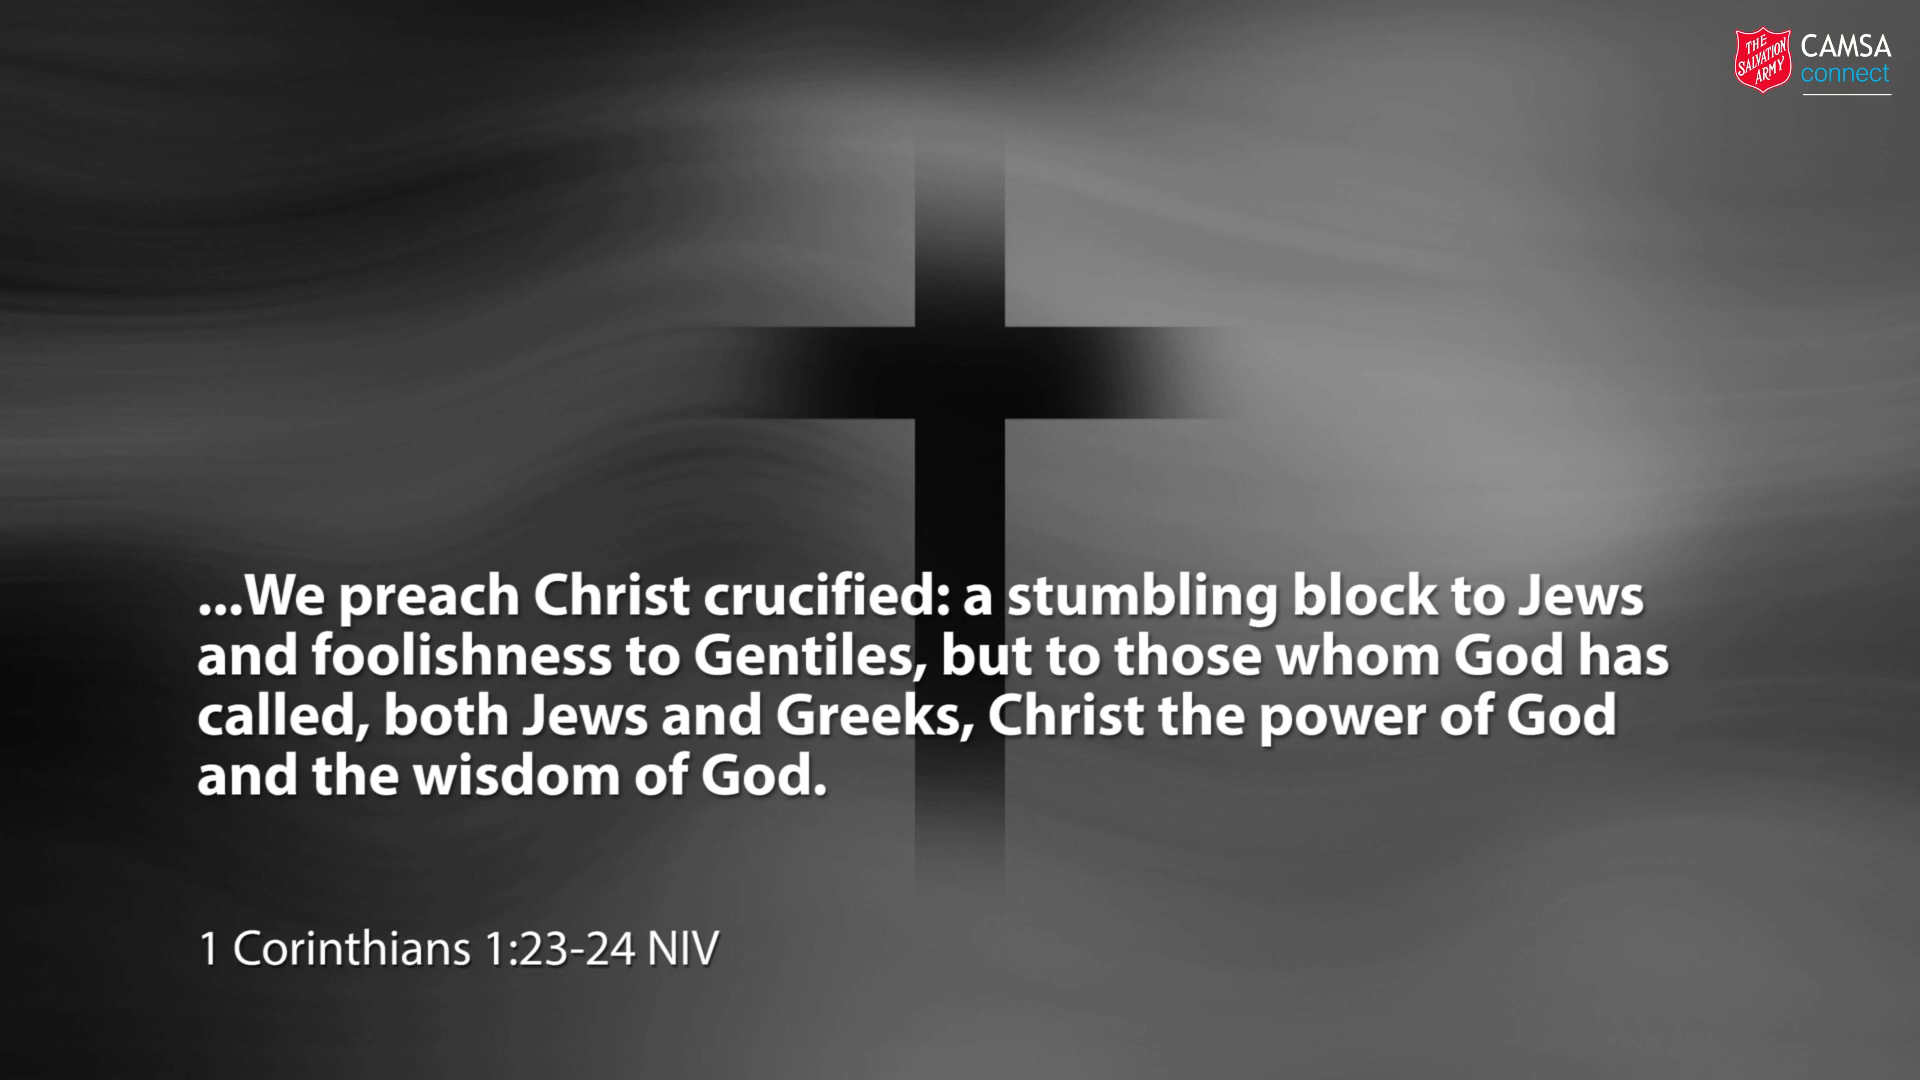 THE
SALVATION
ARMY
CAMSA
connect
...We preach Christ crucified: a stumbling block to Jews
and foolishness to Gentiles, but to those whom God has
called, both Jews and Greeks, Christ the power of God
and the wisdom of God.
1 Corinthians 1:23-24 NIV